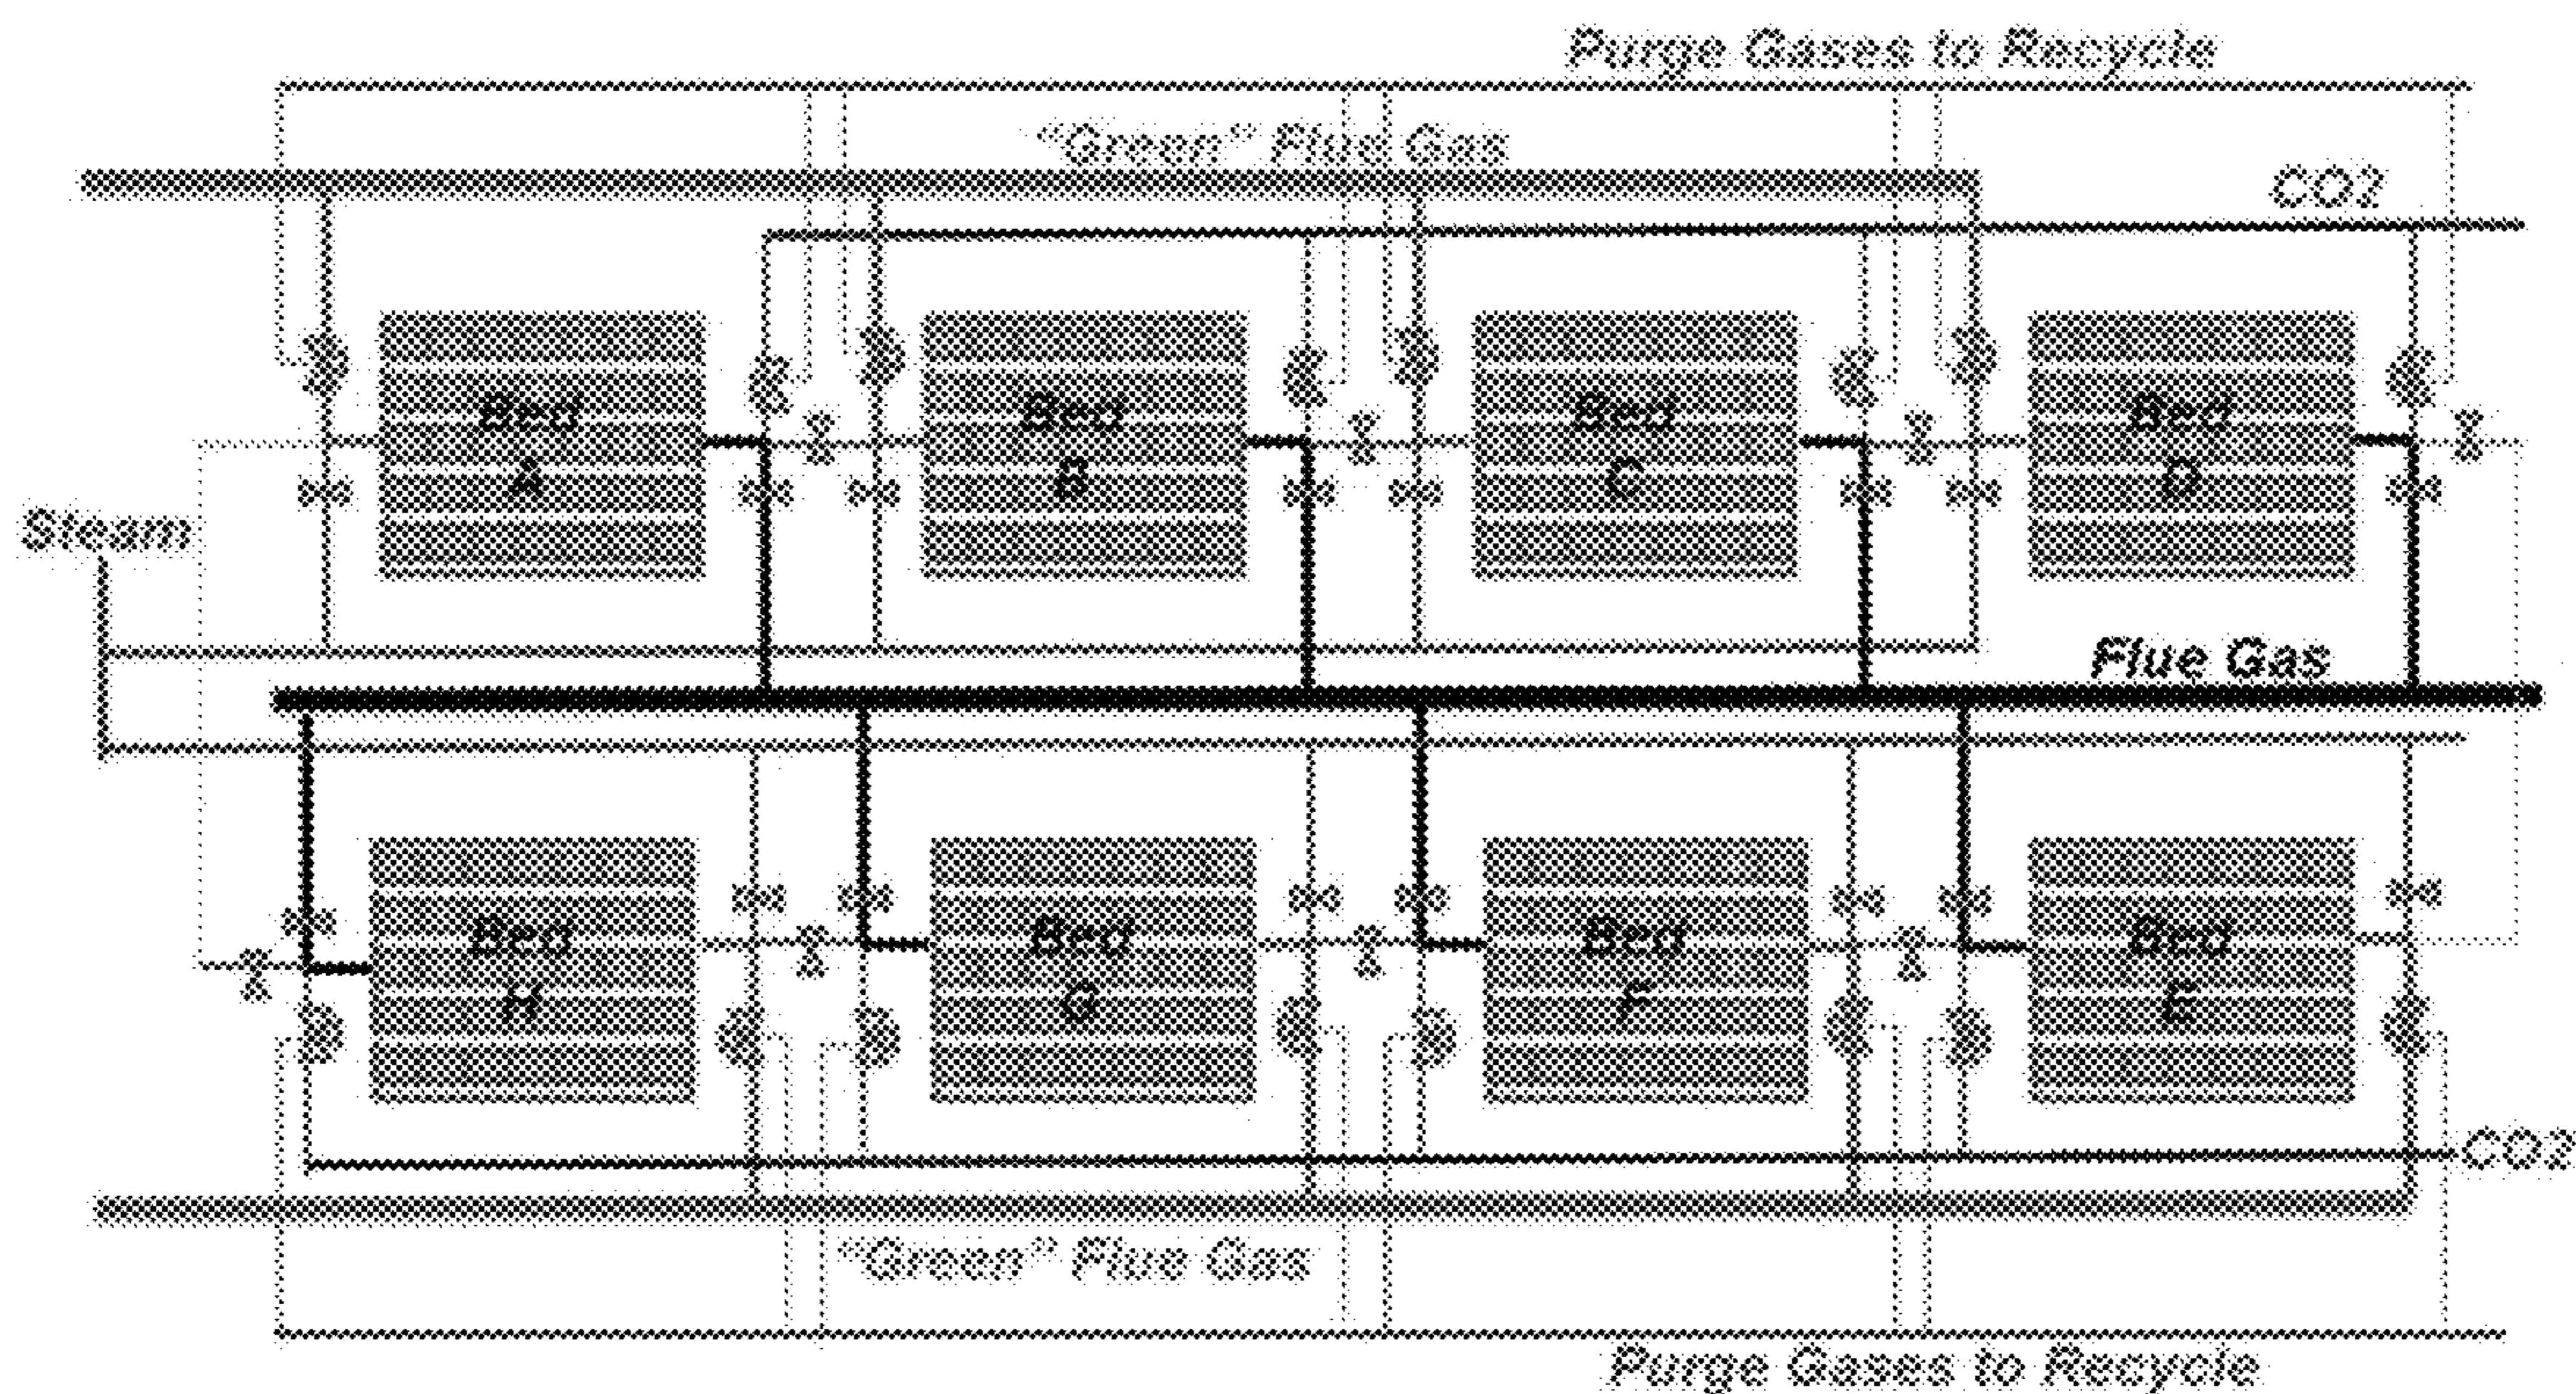 Purge Gases to Recycle
"Green" Flue Gas
CO2
Bed
A
Bed
B
Bed
C
Bed
D
Steam
Flue Gas
Bed
H
Bed
G
Bed
F
Bed
E
CO2
"Green" Flue Gas
Purge Gases to Recycle